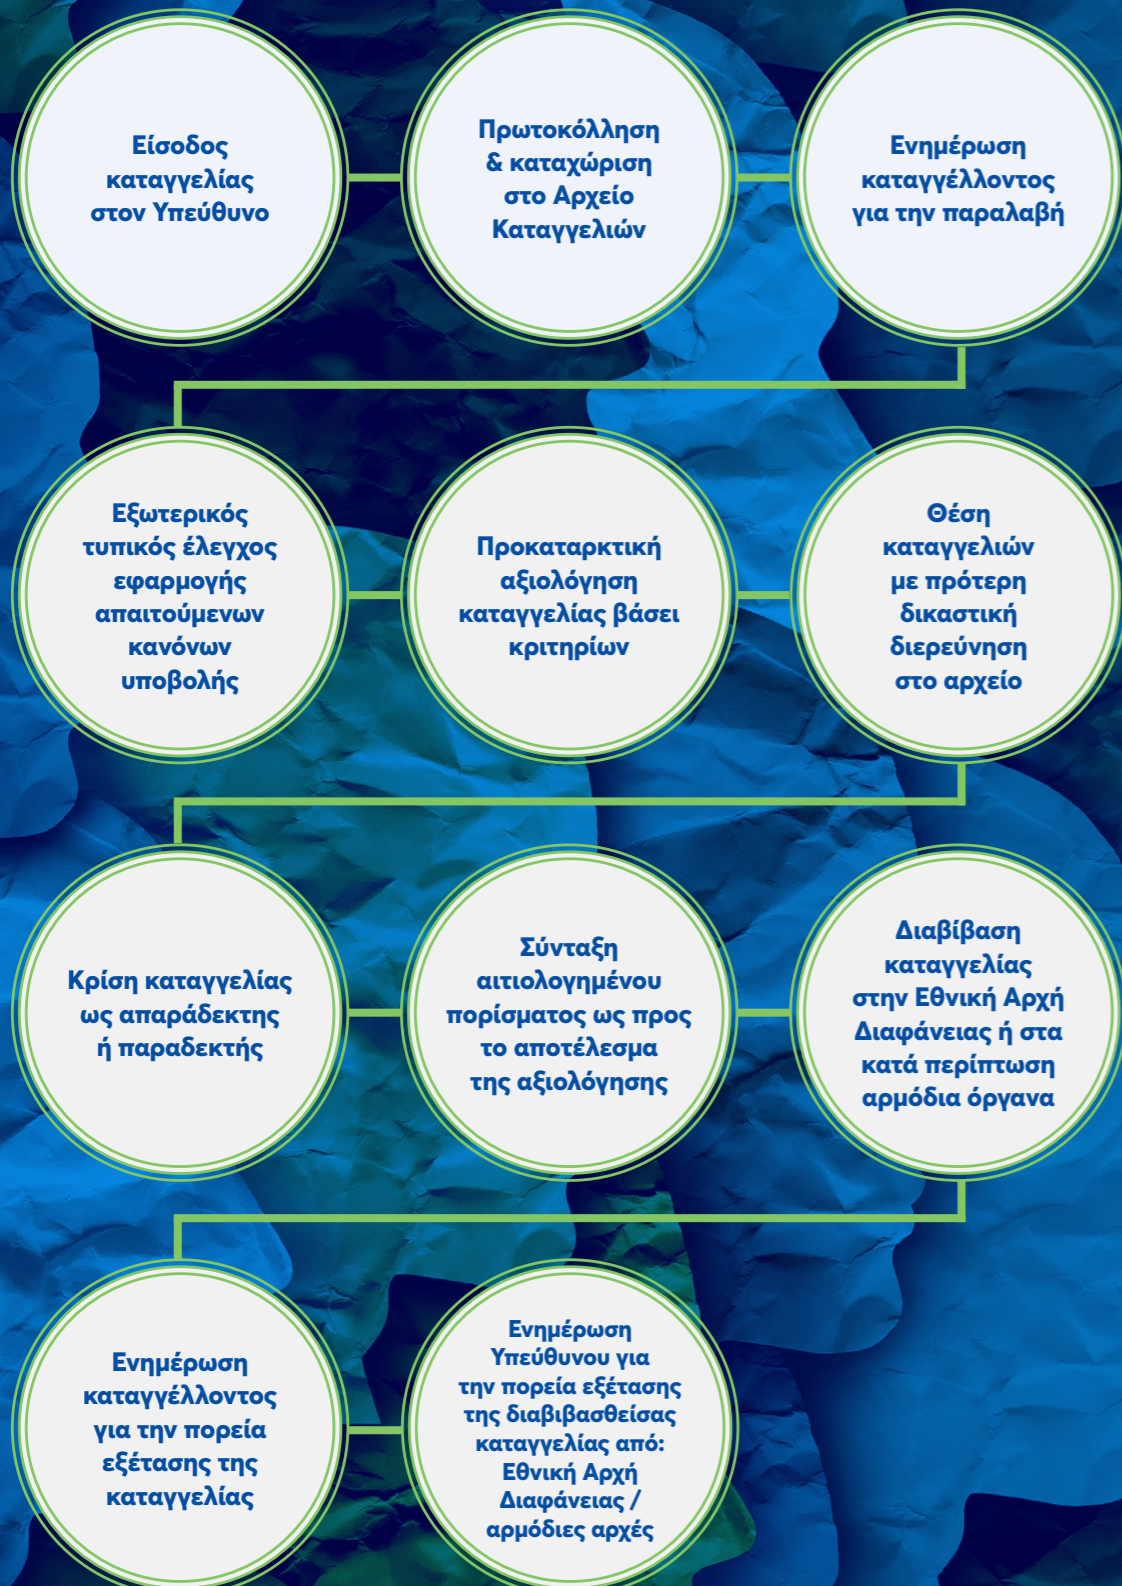 Είσοδος
καταγγελίας
στον Υπεύθυνο
Πρωτοκόλληση
& καταχώριση
στο Αρχείο
Καταγγελιών
Ενημέρωση
καταγγέλλοντος
για την παραλαβή
Εξωτερικός
τυπικός έλεγχος
εφαρμογής
απαιτούμενων
κανόνων
υποβολής
Προκαταρκτική
αξιολόγηση
καταγγελίας βάσει
κριτηρίων
Θέση
καταγγελιών
με πρότερη
δικαστική
διερεύνηση
στο αρχείο
Κρίση καταγγελίας
ως απαράδεκτης
ή παραδεκτής
Σύνταξη
αιτιολογημένου
πορίσματος ως προς
το αποτέλεσμα
της αξιολόγησης
Διαβίβαση
καταγγελίας
στην Εθνική Αρχή
Διαφάνειας ή στα
κατά περίπτωση
αρμόδια όργανα
Ενημέρωση
καταγγέλλοντος
για την πορεία
εξέτασης της
καταγγελίας
Ενημέρωση
Υπεύθυνου για
την πορεία εξέτασης
της διαβιβασθείσας
καταγγελίας από:
Εθνική Αρχή
Διαφάνειας /
αρμόδιες αρχές